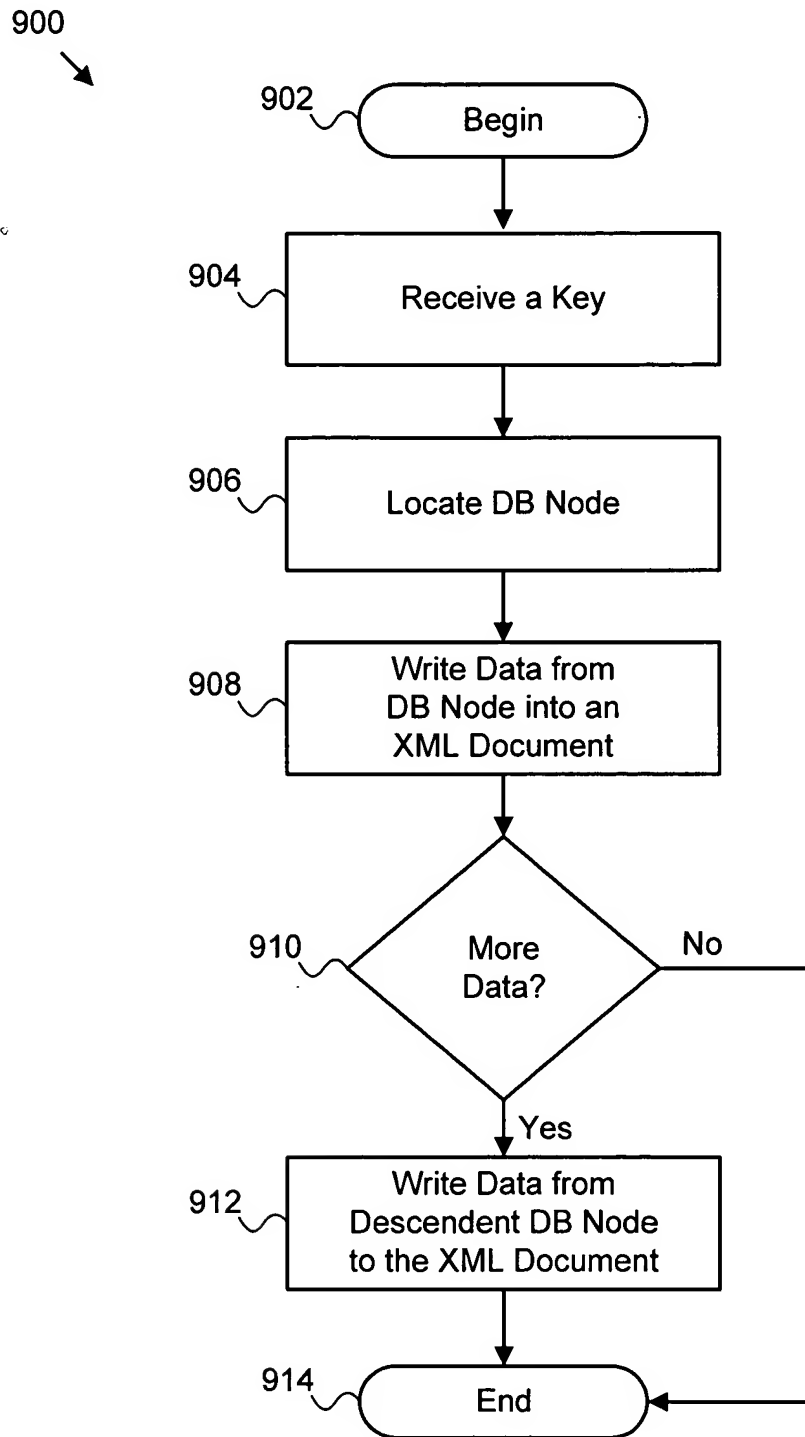 900
902
Begin
904
Receive a Key
906
Locate DB Node
908
Write Data from
DB Node into an
XML Document
910
More
Data?
No
Yes
912
Write Data from
Descendent DB Node
to the XML Document
914
End